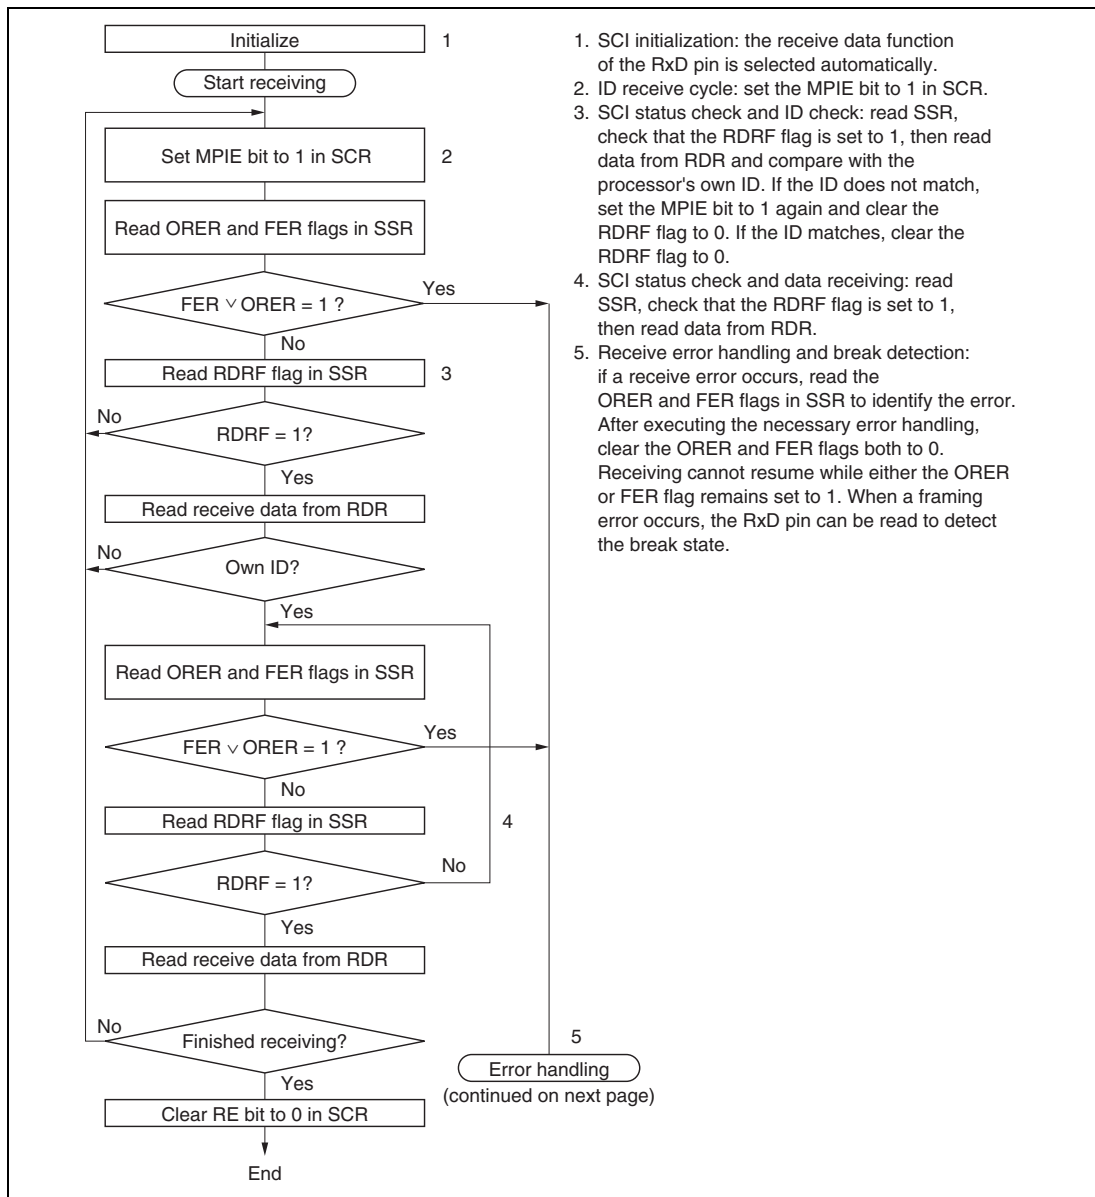 Initialize
1
Start receiving
Set MPIE bit to 1 in SCR
2
Read ORER and FER flags in SSR
FER ∨ ORER = 1 ?
Yes
No
Read RDRF flag in SSR
3
No
RDRF = 1?
Yes
Read receive data from RDR
No
Own ID?
Yes
Read ORER and FER flags in SSR
FER ∨ ORER = 1 ?
Yes
No
Read RDRF flag in SSR
4
RDRF = 1?
No
Yes
Read receive data from RDR
No
Finished receiving?
Yes
Clear RE bit to 0 in SCR
End
5
Error handling
(continued on next page)
1. SCI initialization: the receive data function
of the RxD pin is selected automatically.
2. ID receive cycle: set the MPIE bit to 1 in SCR.
3. SCI status check and ID check: read SSR,
check that the RDRF flag is set to 1, then read
data from RDR and compare with the
processor's own ID. If the ID does not match,
set the MPIE bit to 1 again and clear the
RDRF flag to 0. If the ID matches, clear the
RDRF flag to 0.
4. SCI status check and data receiving: read
SSR, check that the RDRF flag is set to 1,
then read data from RDR.
5. Receive error handling and break detection:
if a receive error occurs, read the
ORER and FER flags in SSR to identify the error.
After executing the necessary error handling,
clear the ORER and FER flags both to 0.
Receiving cannot resume while either the ORER
or FER flag remains set to 1. When a framing
error occurs, the RxD pin can be read to detect
the break state.